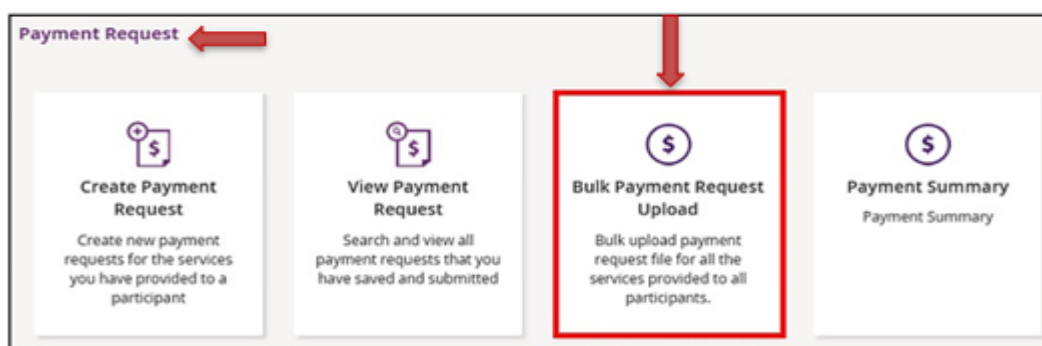 Payment Request
Create Payment
Request
Create new payment
requests for the services
you have provided to a
participant
View Payment
Request
Search and view all
payment requests that you
have saved and submitted
Bulk Payment Request
Upload
Bulk upload payment
request file for all the
services provided to all
participants.
Payment Summary
Payment Summary